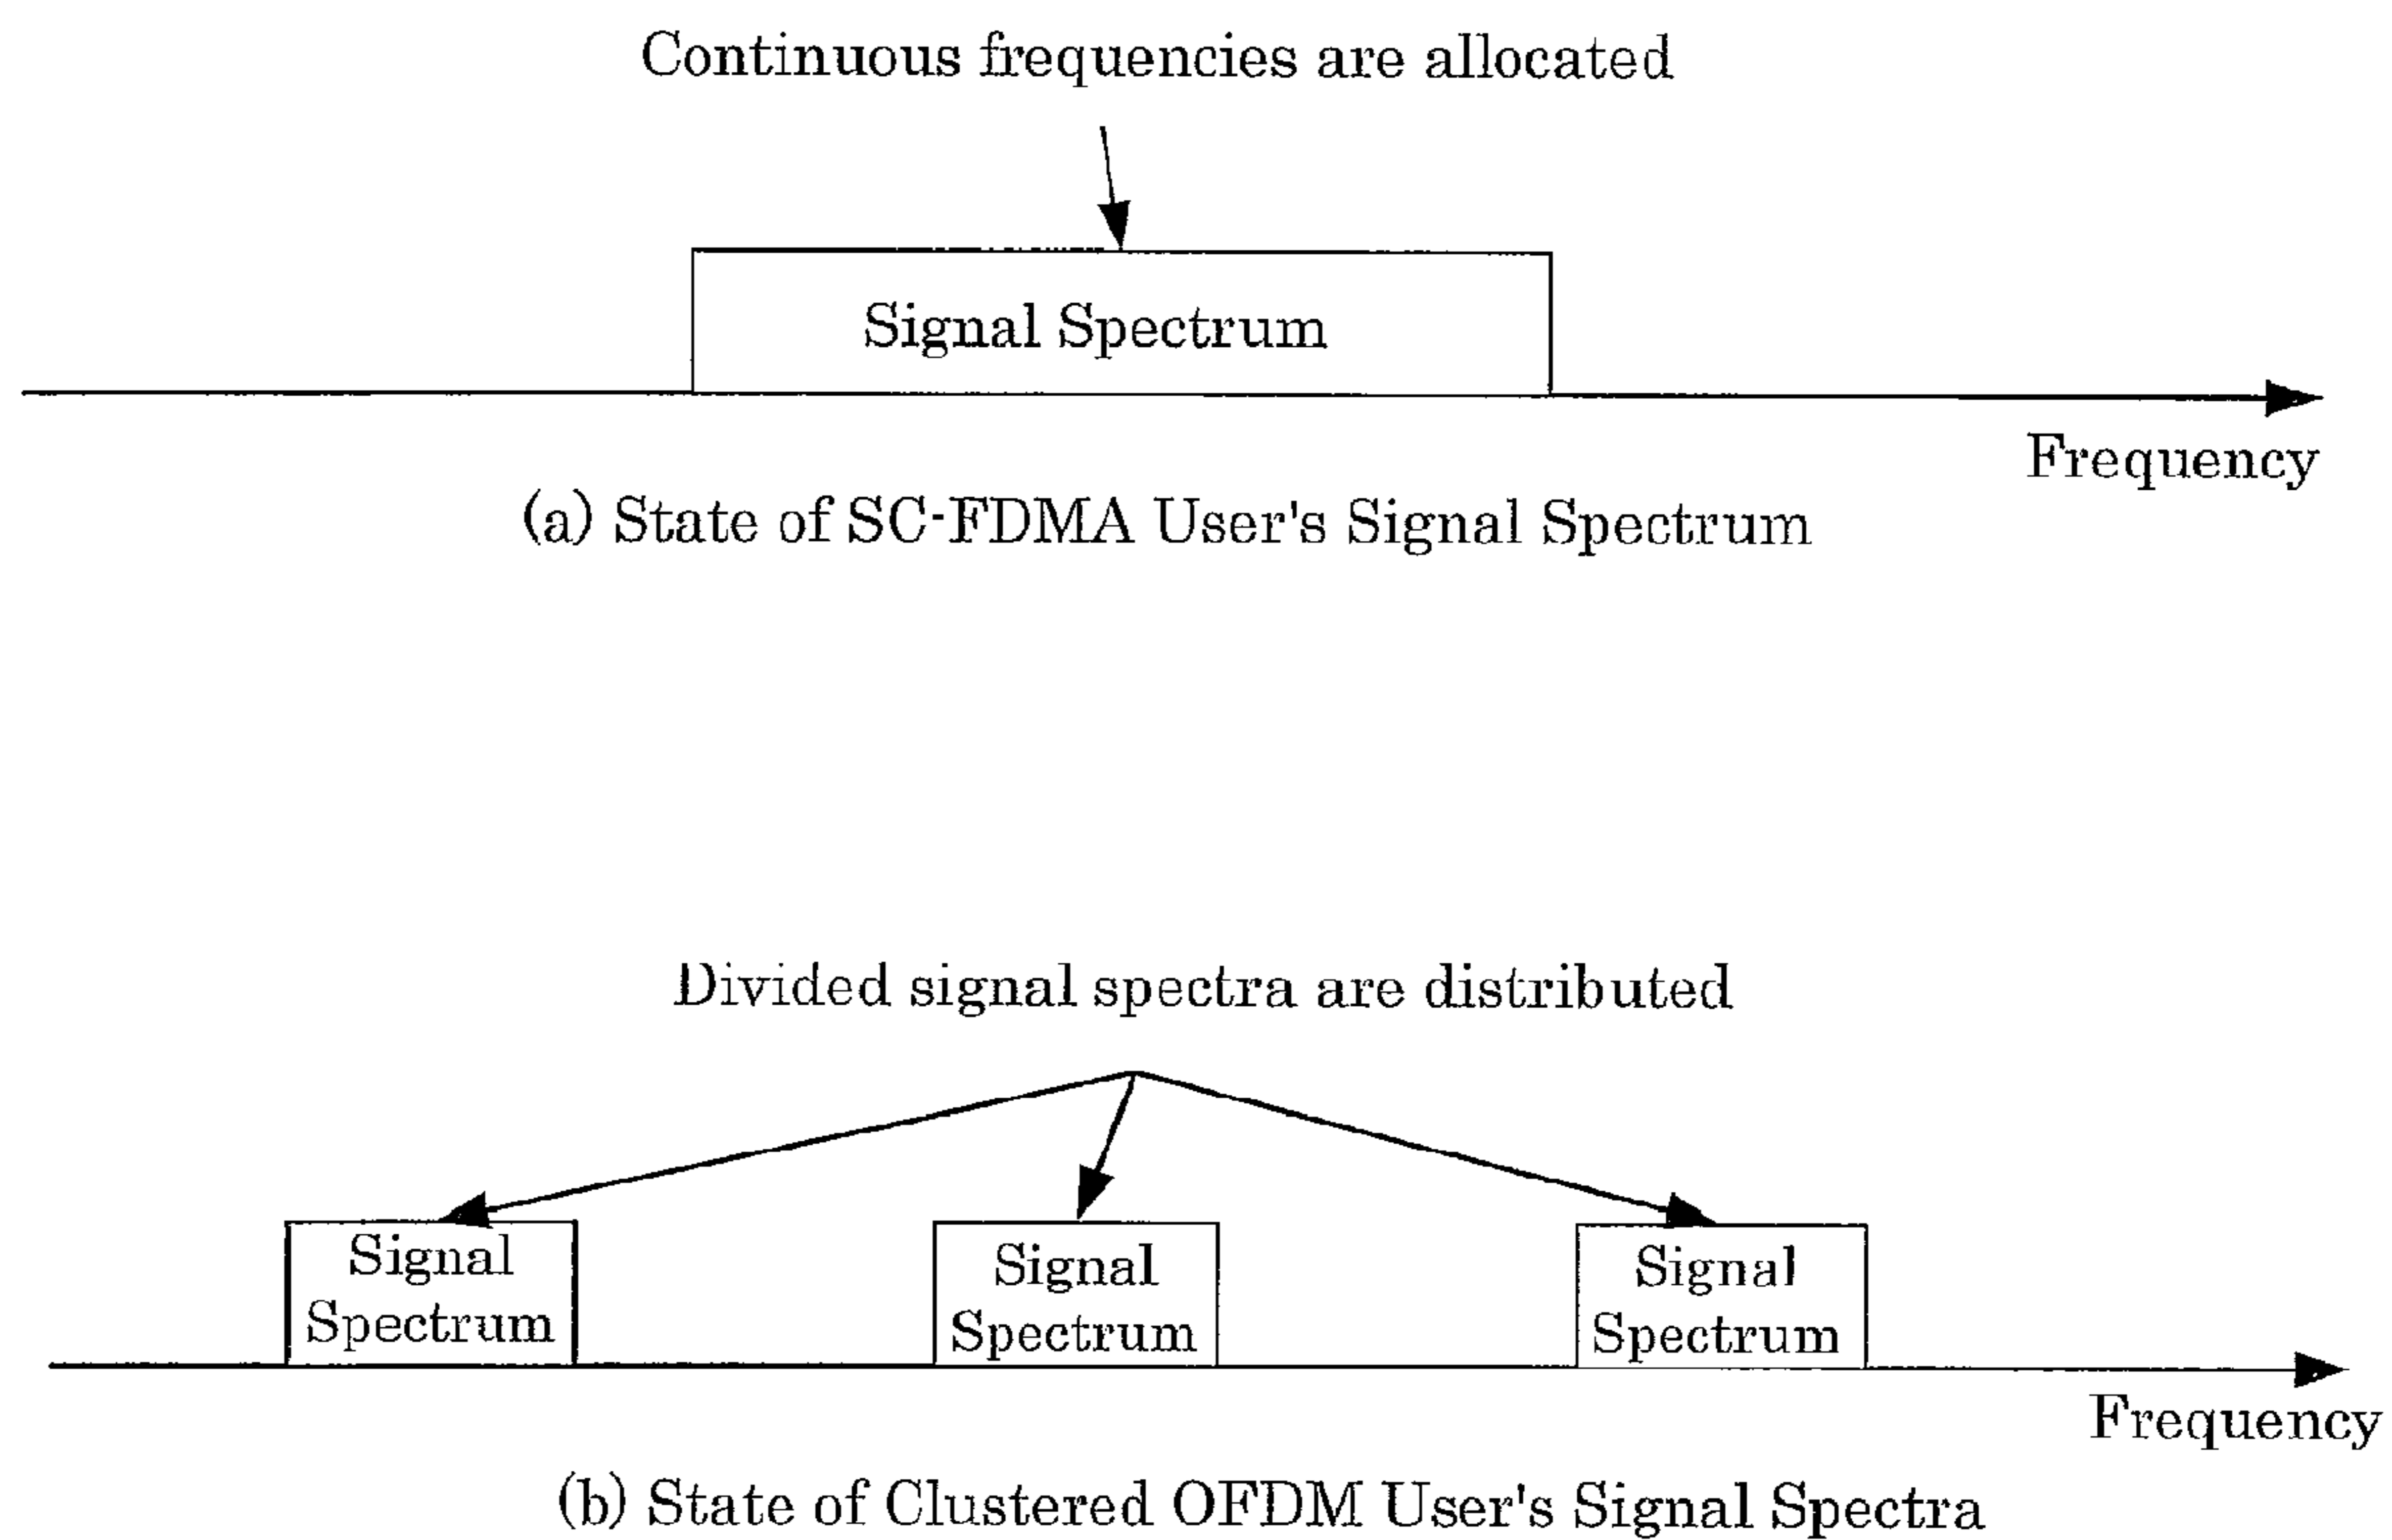 Continuous frequencies are allocated
Signal Spectrum
Frequency
(a) State of SC-FDMA User's Signal Spectrum
Divided signal spectra are distributed
Signal
Spectrum
Signal
Spectrum
Signal
Spectrum
Frequency
(b) State of Clustered OFDM User's Signal Spectra